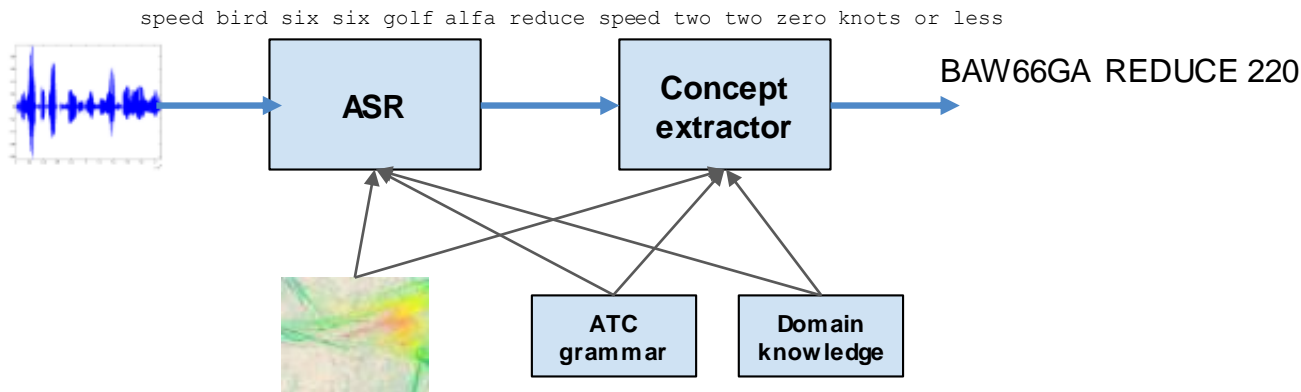 speed bird six six golf alfa reduce speed two two zero knots or less
ASR
Concept
extractor
BAW66GA REDUCE 220
ATC
grammar
Domain
knowledge